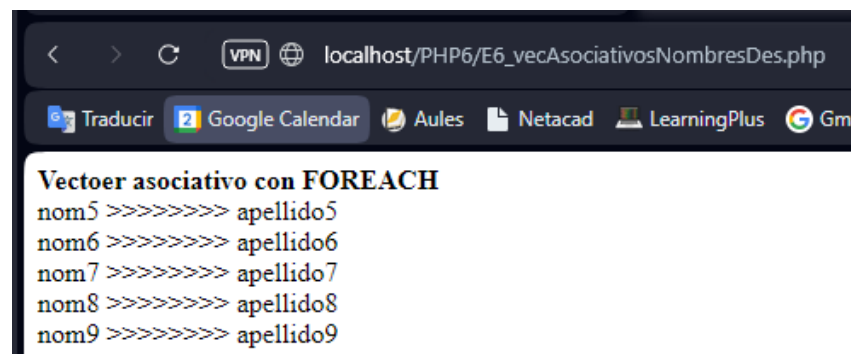 VPN localhost/PHP6/E6_vecAsociativosNombresDes.php
Traducir 2 Google Calendar Aules Netacad LearningPlus G Gm
Vectoer asociativo con FOREACH
nom5 >>>>>>>> apellido5
nom6 >>>>>>>> apellido6
nom7 >>>>>>>> apellido7
nom8 >>>>>>>> apellido8
nom9 >>>>>>>> apellido9